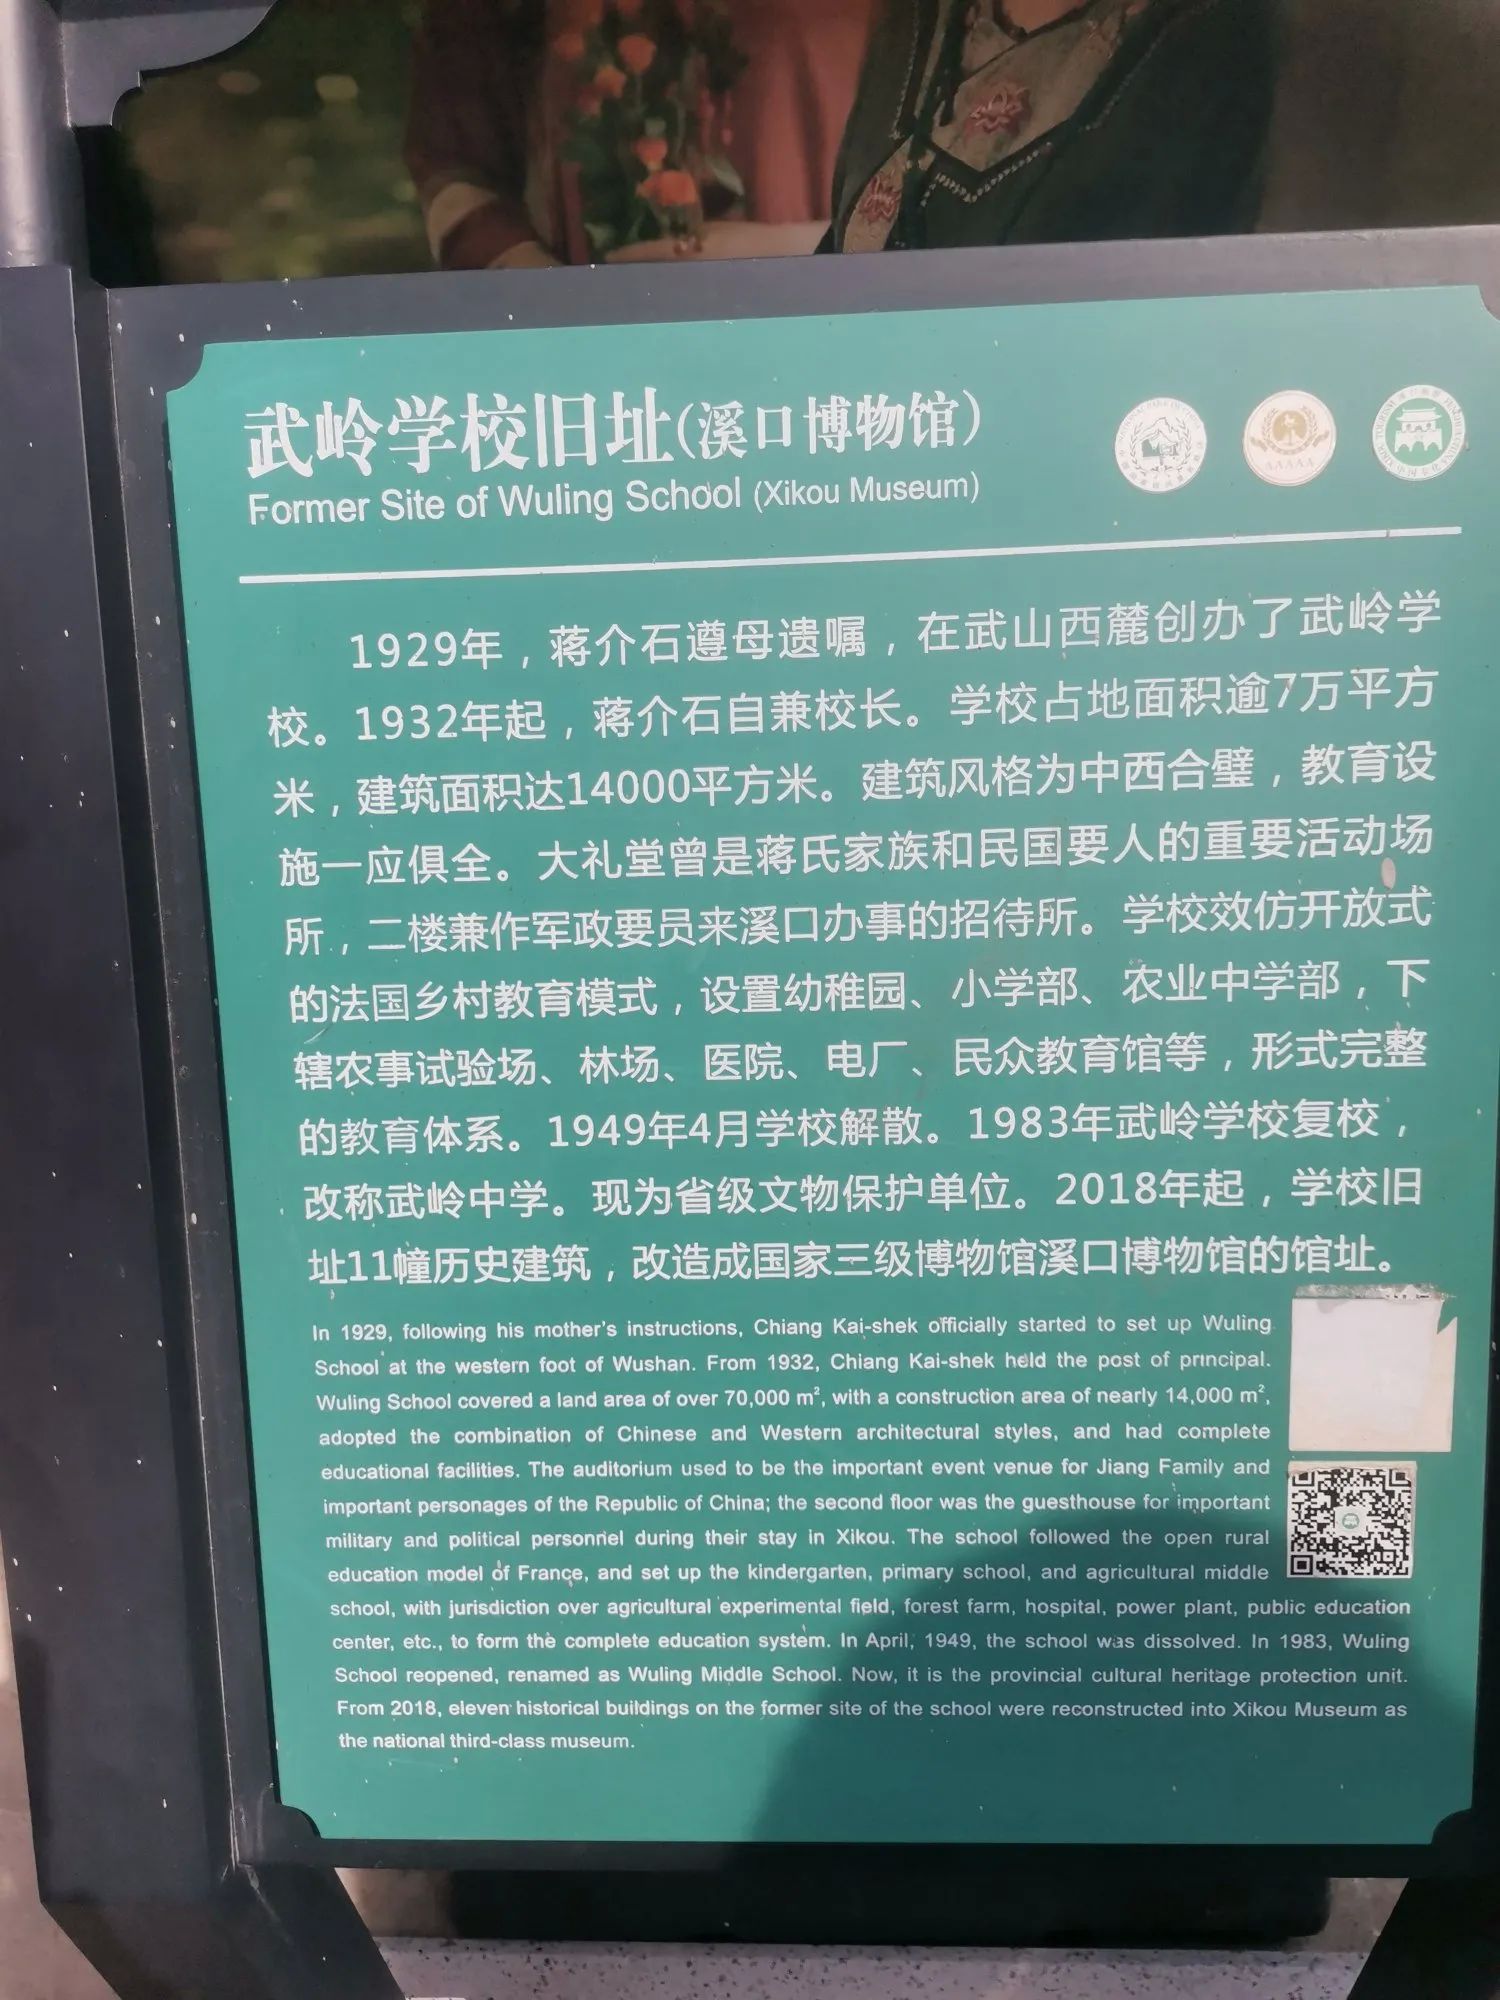 武岭学校旧址(溪口博物馆)
Former Site of Wuling School (Xikou Museum)
AAAAA
1929年，蒋介石遵母遗嘱，在武山西麓创办了武岭学
校。1932年起，蒋介石自兼校长。学校占地面积逾7万平方
米，建筑面积达14000平方米。建筑风格为中西合璧，教育设
施一应俱全。大礼堂曾是蒋氏家族和民国要人的重要活动场
所，二楼兼作军政要员来溪口办事的招待所。学校效仿开放式
的法国乡村教育模式，设置幼稚园、小学部、农业中学部，下
辖农事试验场、林场、医院、电厂、民众教育馆等，形式完整
的教育体系。1949年4月学校解散。1983年武岭学校复校，
改称武岭中学。现为省级文物保护单位。2018年起，学校旧
址11幢历史建筑，改造成国家三级博物馆溪口博物馆的馆址。
In 1929, following his mother's instructions, Chiang Kai-shek officially started to set up Wuling
School at the western foot of Wushan. From 1932, Chiang Kai-shek held the post of principal.
Wuling School covered a land area of over 70,000 m², with a construction area of nearly 14,000 m²,
adopted the combination of Chinese and Western architectural styles, and had complete
educational facilities. The auditorium used to be the important event venue for Jiang Family and
important personages of the Republic of China; the second floor was the guesthouse for important
military and political personnel during their stay in Xikou. The school followed the open rural
education model of France, and set up the kindergarten, primary school, and agricultural middle
school, with jurisdiction over agricultural experimental field, forest farm, hospital, power plant, public education
center, etc., to form the complete education system. In April, 1949, the school was dissolved. In 1983, Wuling
School reopened, renamed as Wuling Middle School. Now, it is the provincial cultural heritage protection unit.
From 2018, eleven historical buildings on the former site of the school were reconstructed into Xikou Museum as
the national third-class museum.